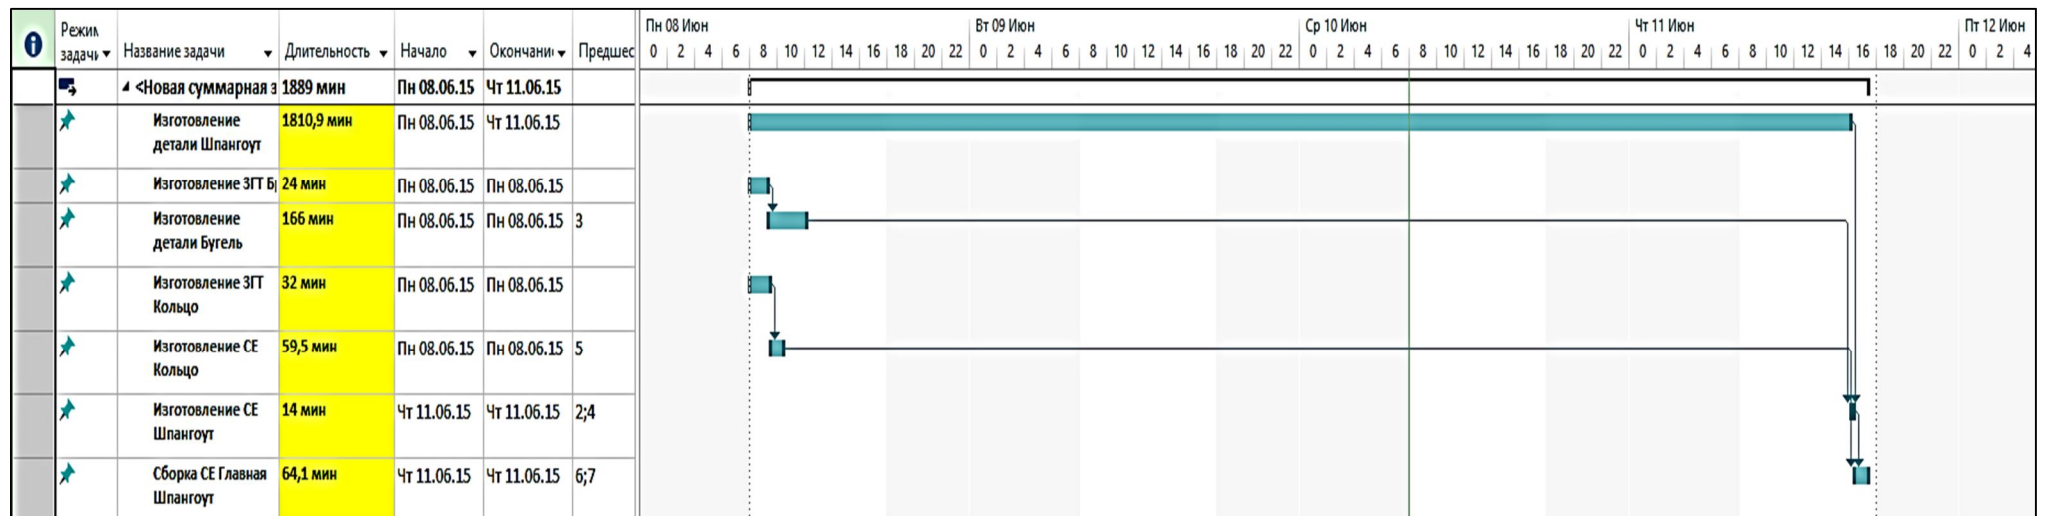 Режим задачи Название задачи Длительность Начало Окончани Предшес
Пн 08 Июн Вт 09 Июн Ср 10 Июн Чт 11 Июн Пт 12 Июн
0 2 4 6 8 10 12 14 16 18 20 22 0 2 4 6 8 10 12 14 16 18 20 22 0 2 4 6 8 10 12 14 16 18 20 22 0 2 4 6 8 10 12 14 16 18 20 22 0 2 4
<Новая суммарная з 1889 мин Пн 08.06.15 Чт 11.06.15
Изготовление 1810,9 мин Пн 08.06.15 Чт 11.06.15
детали Шпангоут
Изготовление ЗГТ Б 24 мин Пн 08.06.15 Пн 08.06.15
Изготовление 166 мин Пн 08.06.15 Пн 08.06.15 3
детали Бугель
Изготовление ЗГТ 32 мин Пн 08.06.15 Пн 08.06.15
Кольцо
Изготовление СЕ 59,5 мин Пн 08.06.15 Пн 08.06.15 5
Кольцо
Изготовление СЕ 14 мин Чт 11.06.15 Чт 11.06.15 2;4
Шпангоут
Сборка СЕ Главная 64,1 мин Чт 11.06.15 Чт 11.06.15 6;7
Шпангоут